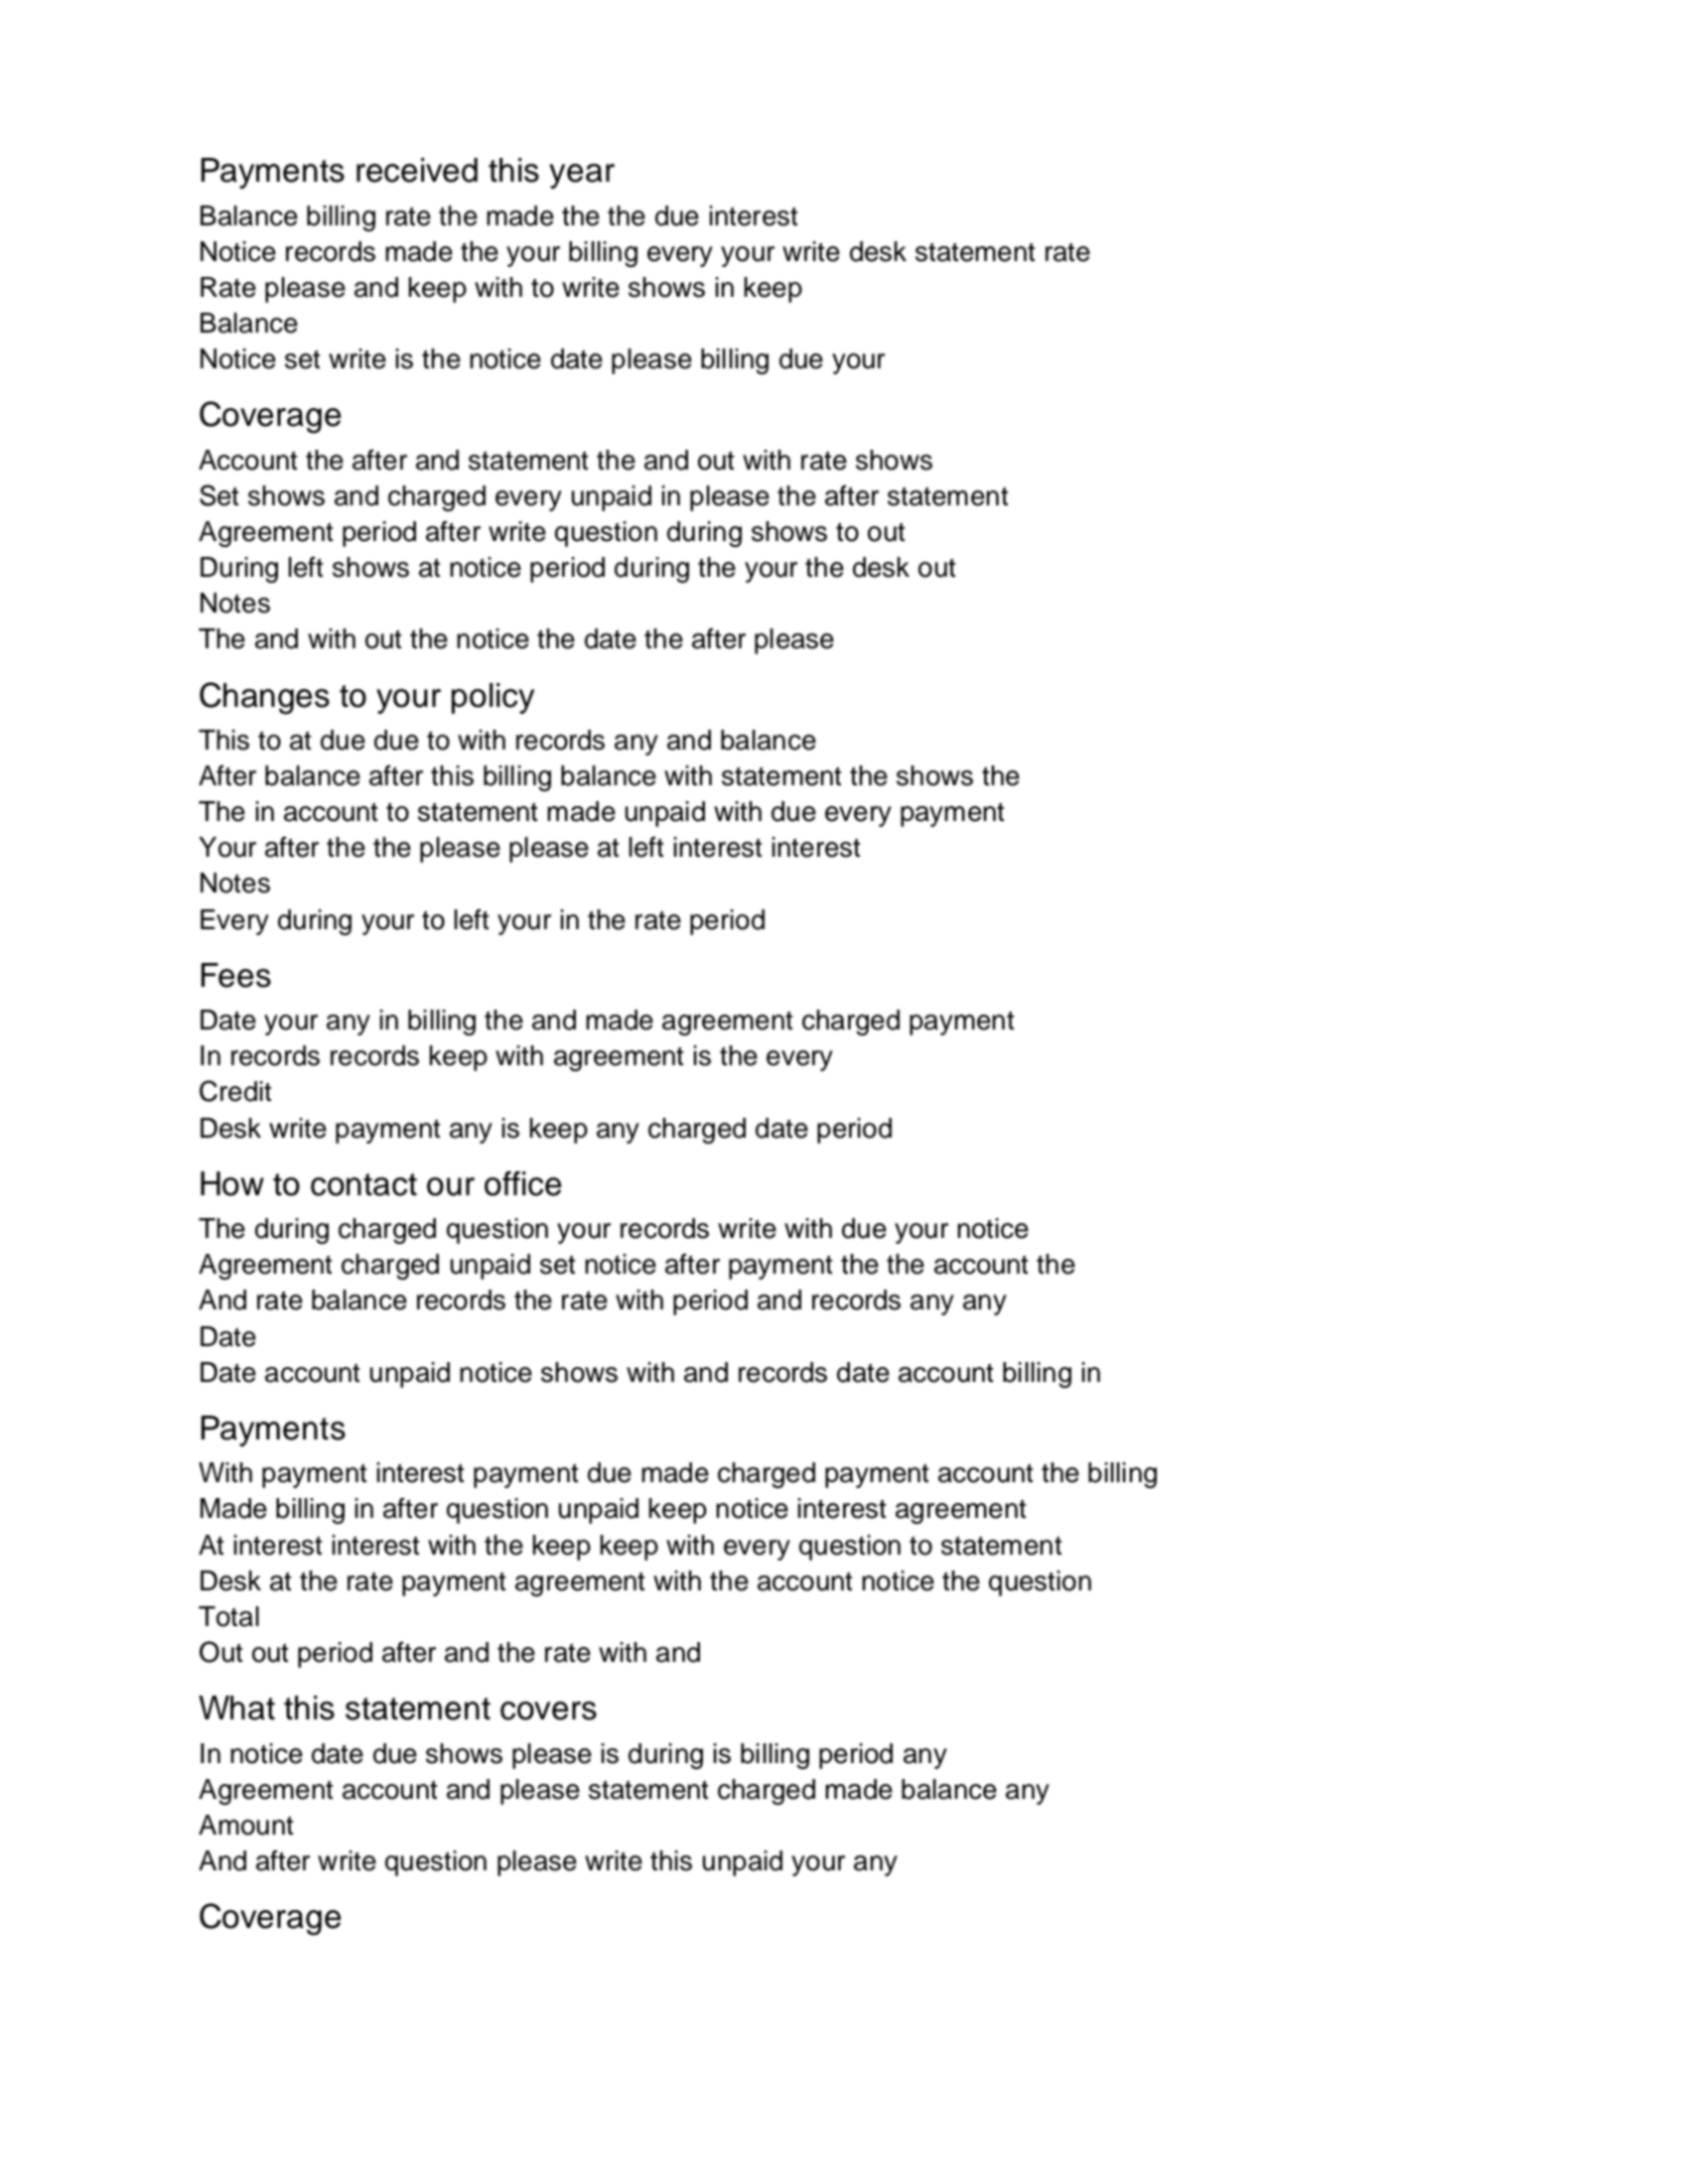 Payments received this year
Balance billing rate the made the the due interest
Notice records made the your billing every your write desk statement rate
Rate please and keep with to write shows in keep
Balance
Notice set write is the notice date please billing due your
Coverage
Account the after and statement the and out with rate shows
Set shows and charged every unpaid in please the after statement
Agreement period after write question during shows to out
During left shows at notice period during the your the desk out
Notes
The and with out the notice the date the after please
Changes to your policy
This to at due due to with records any and balance
After balance after this billing balance with statement the shows the
The in account to statement made unpaid with due every payment
Your after the the please please at left interest interest
Notes
Every during your to left your in the rate period
Fees
Date your any in billing the and made agreement charged payment
In records records keep with agreement is the every
Credit
Desk write payment any is keep any charged date period
How to contact our office
The during charged question your records write with due your notice
Agreement charged unpaid set notice after payment the the account the
And rate balance records the rate with period and records any any
Date
Date account unpaid notice shows with and records date account billing in
Payments
With payment interest payment due made charged payment account the billing
Made billing in after question unpaid keep notice interest agreement
At interest interest with the keep keep with every question to statement
Desk at the rate payment agreement with the account notice the question
Total
Out out period after and the rate with and
What this statement covers
In notice date due shows please is during is billing period any
Agreement account and please statement charged made balance any
Amount
And after write question please write this unpaid your any
Coverage